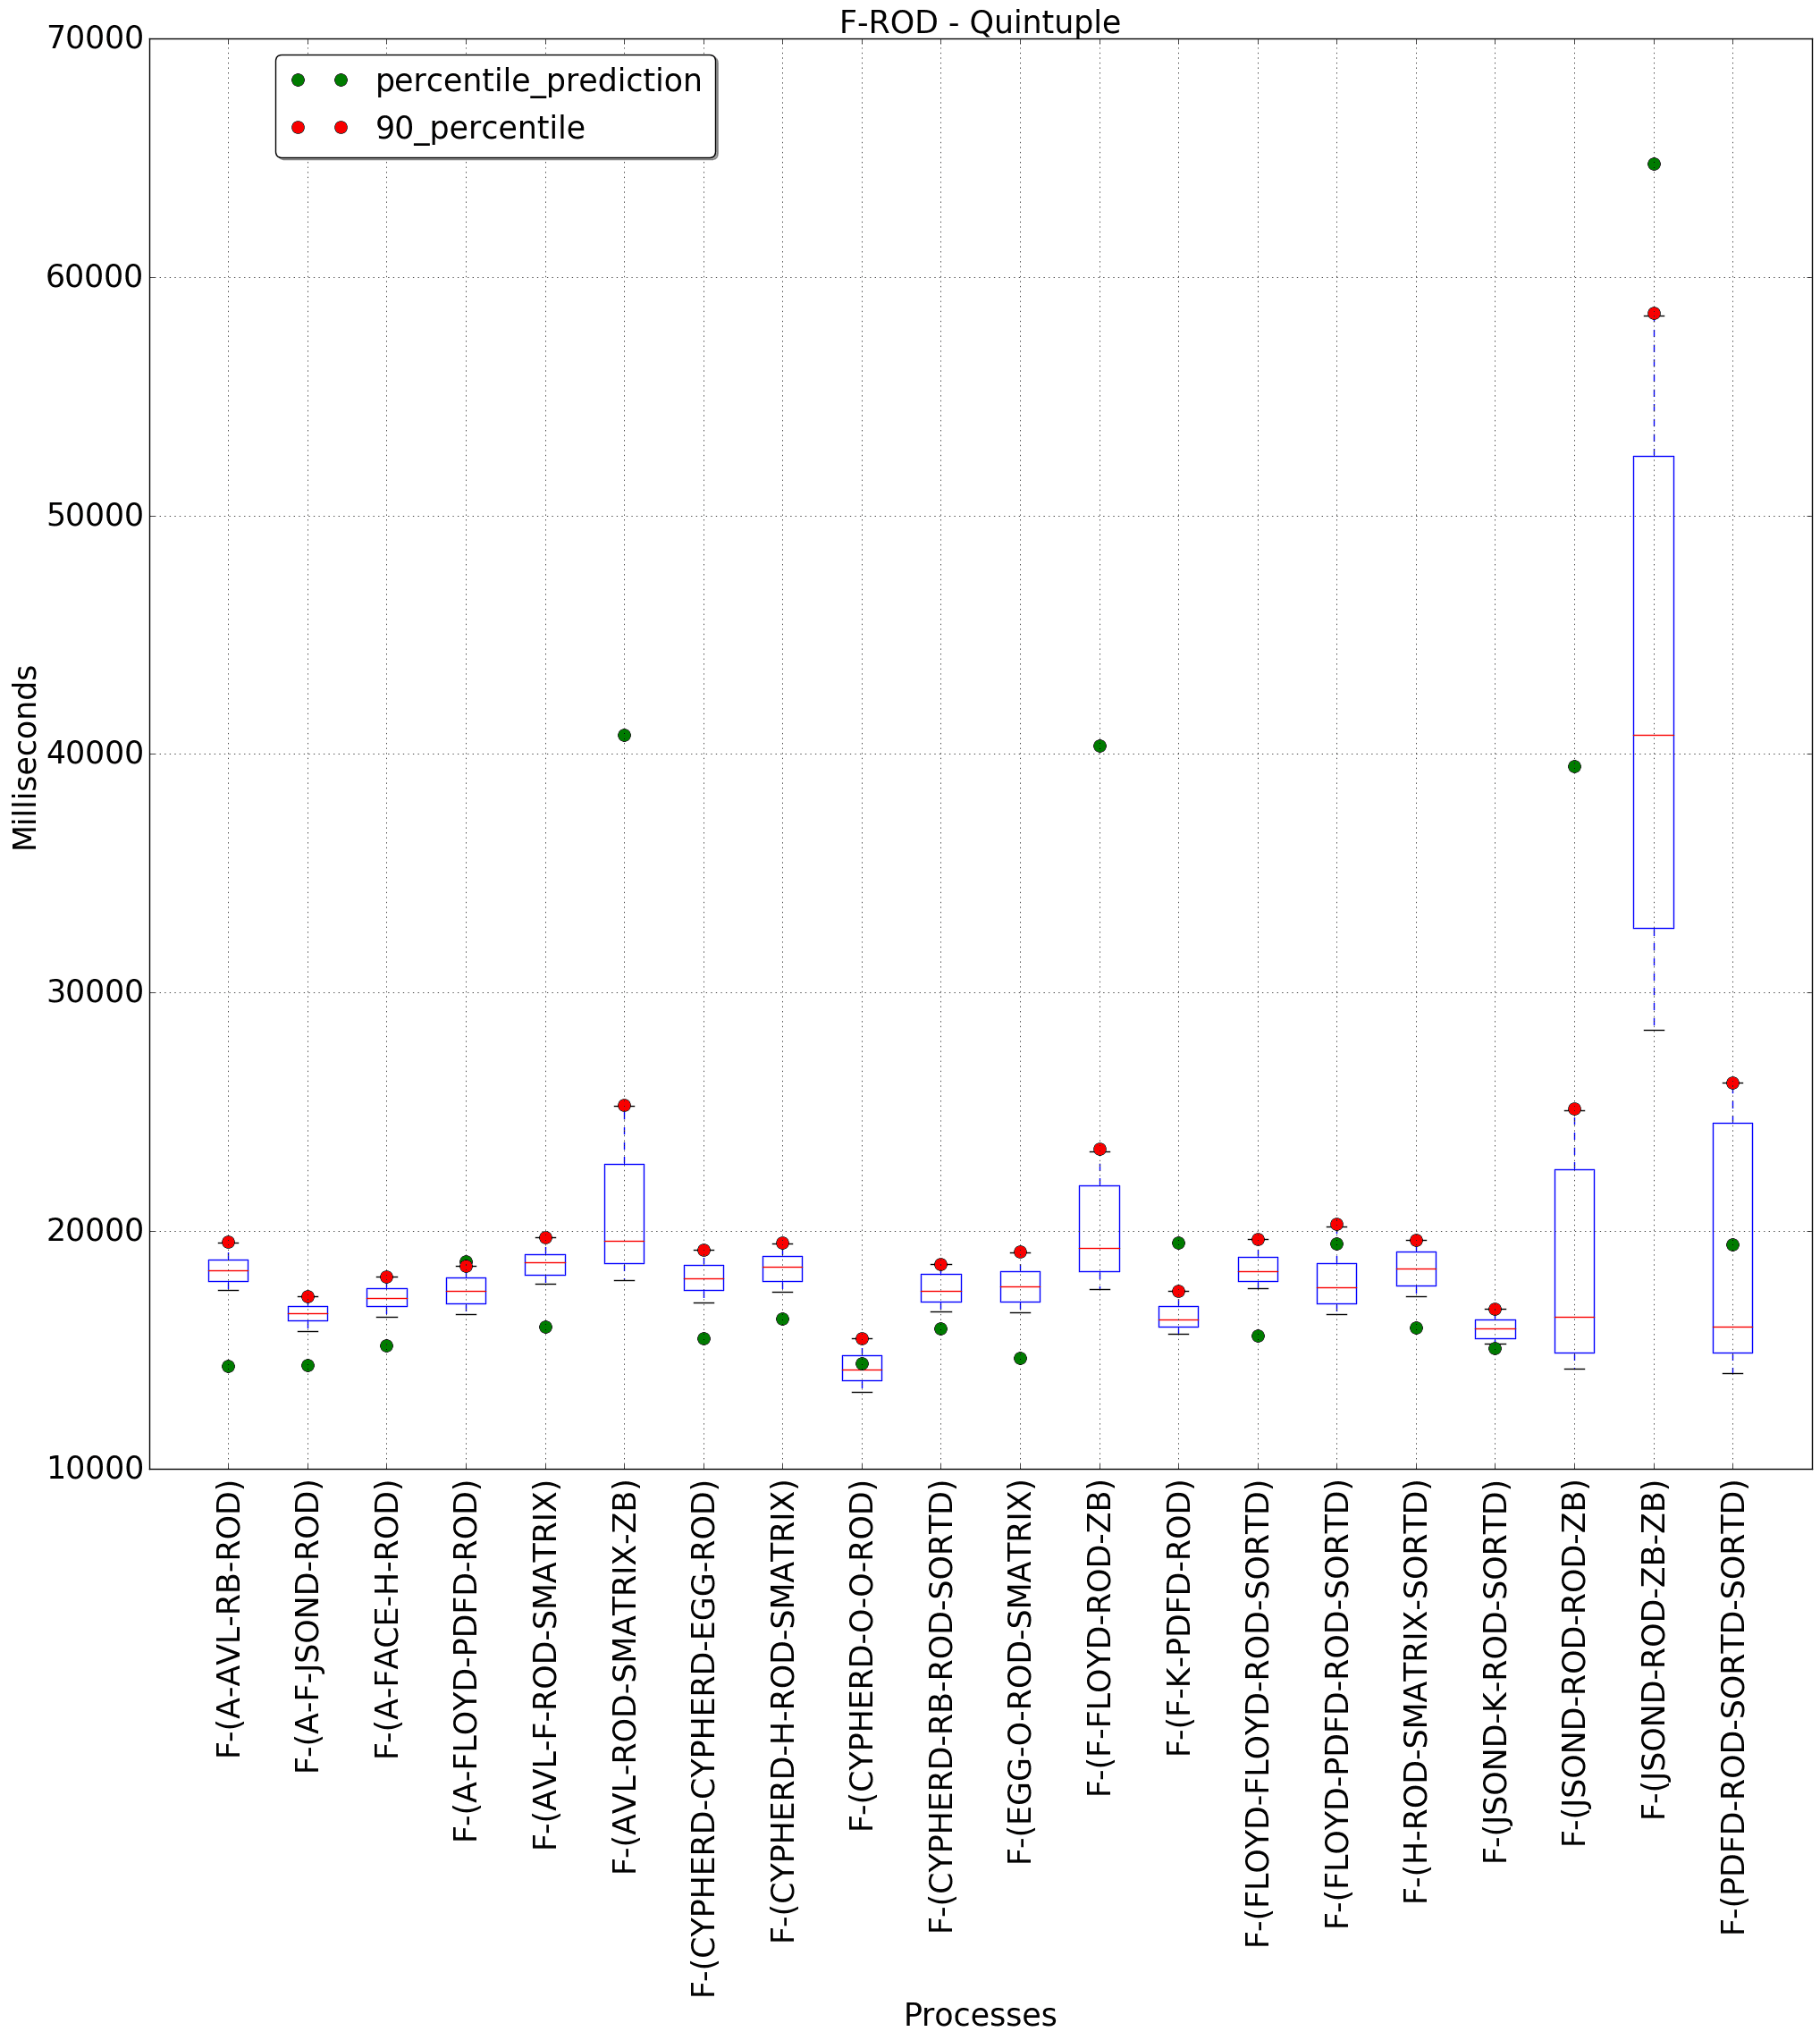 F-ROD - Quintuple
percentile_prediction
90_percentile
70000
60000
50000
40000
30000
20000
10000
Milliseconds
F-(A-AVL-RB-ROD)
F-(A-F-JSOND-ROD)
F-(A-FACE-H-ROD)
F-(A-FLOYD-PDFD-ROD)
F-(AVL-F-ROD-SMATRIX)
F-(AVL-ROD-SMATRIX-ZB)
F-(CYPHERD-CYPHERD-EGG-ROD)
F-(CYPHERD-H-ROD-SMATRIX)
F-(CYPHERD-O-O-ROD)
F-(CYPHERD-RB-ROD-SORTD)
F-(EGG-O-ROD-SMATRIX)
F-(F-FLOYD-ROD-ZB)
F-(F-K-PDFD-ROD)
F-(FLOYD-FLOYD-ROD-SORTD)
F-(FLOYD-PDFD-ROD-SORTD)
F-(H-ROD-SMATRIX-SORTD)
F-(JSOND-K-ROD-SORTD)
F-(JSOND-ROD-ROD-ZB)
F-(JSOND-ROD-ZB-ZB)
F-(PDFD-ROD-SORTD-SORTD)
Processes